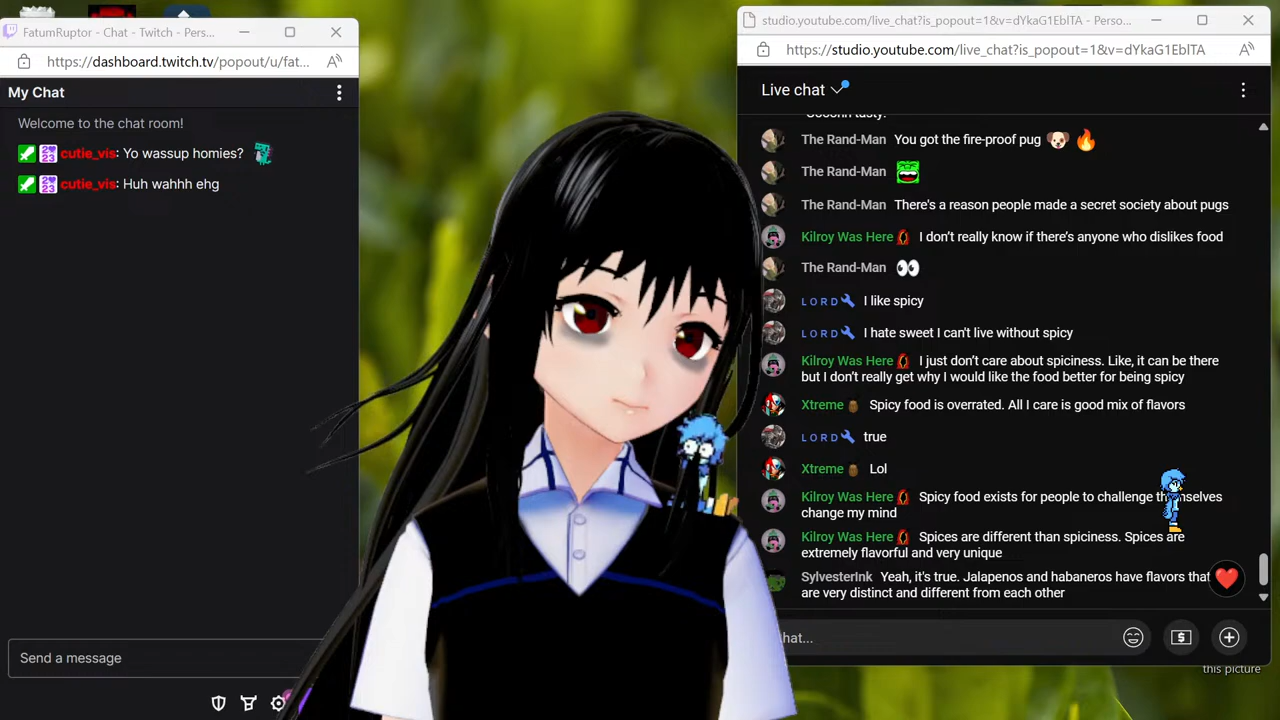 FatumRuptor - Chat - Twitch - Pers...
https://dashboard.twitch.tv/popout/u/fat...
My Chat
Welcome to the chat room!
cutie_vis: Yo wassup homies?
cutie_vis: Huh wahhh ehg
Send a message
studio.youtube.com/live_chat?is_popout=1&v=dYkaG1EblTA - Perso...
https://studio.youtube.com/live_chat?is_popout=1&v=dYkaG1EblTA
Live chat
The Rand-Man You got the fire-proof pug
The Rand-Man
The Rand-Man There's a reason people made a secret society about pugs
Kilroy Was Here I don't really know if there's anyone who dislikes food
The Rand-Man
L O R D I like spicy
L O R D I hate sweet I can't live without spicy
Kilroy Was Here I just don't care about spiciness. Like, it can be there
but I don't really get why I would like the food better for being spicy
Xtreme Spicy food is overrated. All I care is good mix of flavors
L O R D true
Xtreme Lol
Kilroy Was Here Spicy food exists for people to challenge themselves
change my mind
Kilroy Was Here Spices are different than spiciness. Spices are
extremely flavorful and very unique
SylvesterInk Yeah, it's true. Jalapenos and habaneros have flavors that
are very distinct and different from each other
hat...
this picture